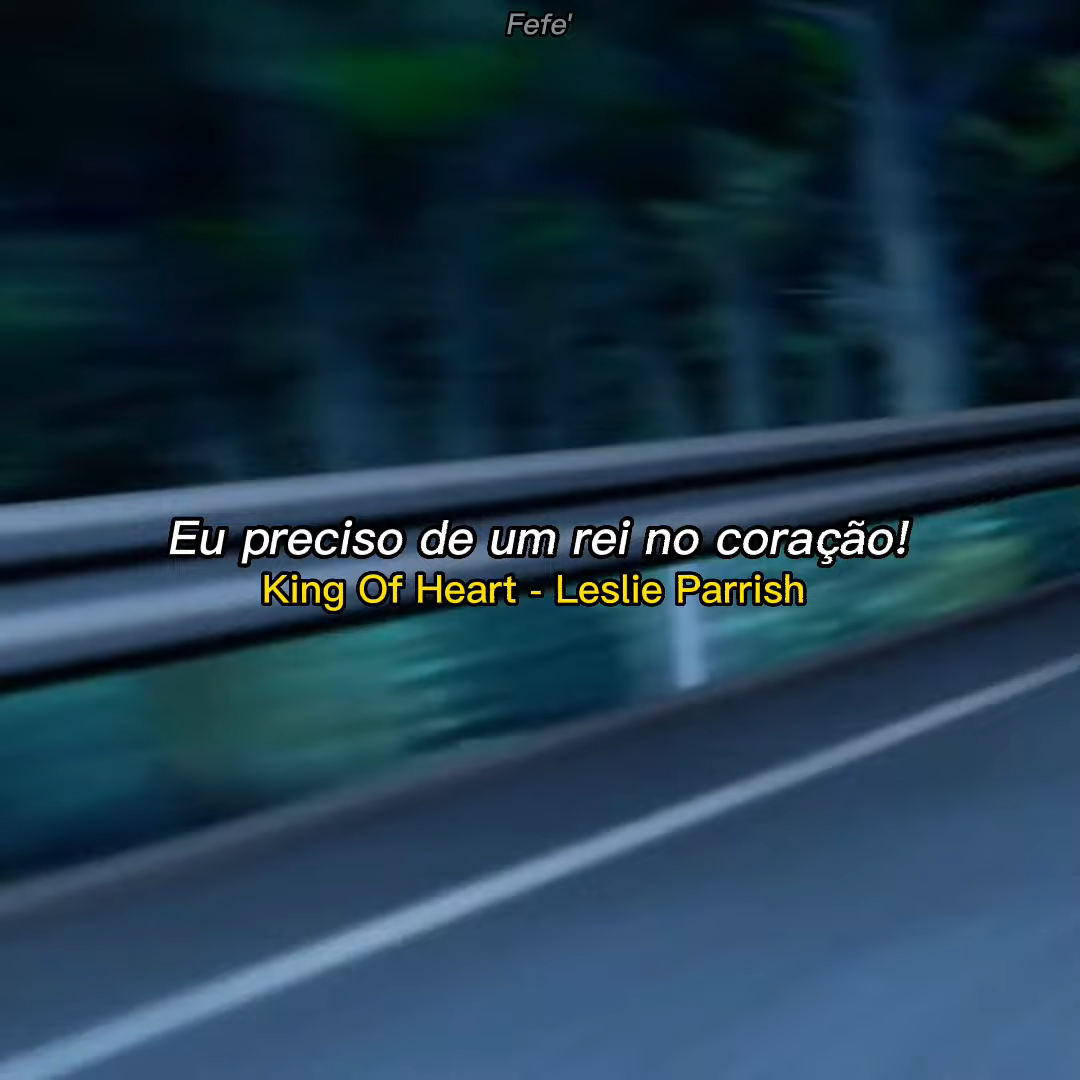 Fefe'
Eu preciso de um rei no coração!
King Of Heart - Leslie Parrish